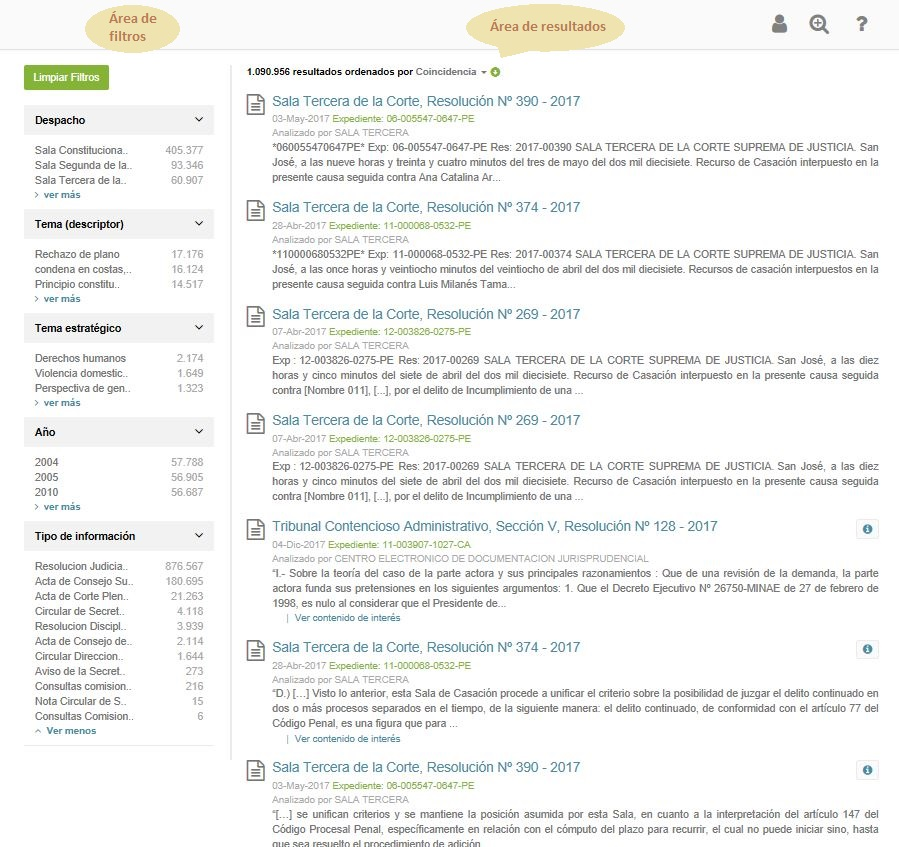 Área de
filtros
Área de resultados
?
Limpiar Filtros
Despacho
Sala Constituciona.. 405.377
Sala Segunda de la.. 93.346
Sala Tercera de la.. 60.907
> ver más
Tema (descriptor)
Rechazo de plano 17.176
condena en costas,.. 16.124
Principio constitu.. 14.517
> ver más
Tema estratégico
Derechos humanos 2.174
Violencia domestic.. 1.649
Perspectiva de gen.. 1.323
> ver más
Año
2004 57.788
2005 56.905
2010 56.687
> ver más
Tipo de información
Resolucion Judicia.. 876.567
Acta de Consejo Su.. 180.695
Acta de Corte Plen.. 21.263
Circular de Secret.. 4.118
Resolucion Discipl.. 3.939
Acta de Consejo de.. 2.114
Circular Direccion.. 1.644
Aviso de la Secret.. 273
Consultas comision.. 216
Nota Circular de S.. 15
Consultas Comision.. 6
Ver menos
1.090.956 resultados ordenados por Coincidencia
Sala Tercera de la Corte, Resolución Nº 390 - 2017
03-May-2017 Expediente: 06-005547-0647-PE
Analizado por SALA TERCERA
*060055470647PE* Exp: 06-005547-0647-PE Res: 2017-00390 SALA TERCERA DE LA CORTE SUPREMA DE JUSTICIA. San
José, a las nueve horas y treinta y cuatro minutos del tres de mayo del dos mil diecisiete. Recurso de Casación interpuesto en la
presente causa seguida contra Ana Catalina Ar...
Sala Tercera de la Corte, Resolución Nº 374 - 2017
28-Abr-2017 Expediente: 11-000068-0532-PE
Analizado por SALA TERCERA
*110000680532PE* Exp: 11-000068-0532-PE Res: 2017-00374 SALA TERCERA DE LA CORTE SUPREMA DE JUSTICIA. San
José, a las once horas y veintiocho minutos del veintiocho de abril del dos mil diecisiete. Recursos de casación interpuestos en la
presente causa seguida contra Luis Milanés Tama...
Sala Tercera de la Corte, Resolución Nº 269 - 2017
07-Abr-2017 Expediente: 12-003826-0275-PE
Analizado por SALA TERCERA
Exp : 12-003826-0275-PE Res: 2017-00269 SALA TERCERA DE LA CORTE SUPREMA DE JUSTICIA. San José, a las diez
horas y cinco minutos del siete de abril del dos mil diecisiete. Recurso de Casación interpuesto en la presente causa seguida
contra [Nombre 011], [...], por el delito de Incumplimiento de una ...
Sala Tercera de la Corte, Resolución Nº 269 - 2017
07-Abr-2017 Expediente: 12-003826-0275-PE
Analizado por SALA TERCERA
Exp : 12-003826-0275-PE Res: 2017-00269 SALA TERCERA DE LA CORTE SUPREMA DE JUSTICIA. San José, a las diez
horas y cinco minutos del siete de abril del dos mil diecisiete. Recurso de Casación interpuesto en la presente causa seguida
contra [Nombre 011], [...], por el delito de Incumplimiento de una ...
Tribunal Contencioso Administrativo, Sección V, Resolución Nº 128 - 2017
04-Dic-2017 Expediente: 11-003907-1027-CA
Analizado por CENTRO ELECTRONICO DE DOCUMENTACION JURISPRUDENCIAL
“I.- Sobre la teoría del caso de la parte actora y sus principales razonamientos : Que de una revisión de la demanda, la parte
actora funda sus pretensiones en los siguientes argumentos: 1. Que el Decreto Ejecutivo Nº 26750-MINAE de 27 de febrero de
1998, es nulo al considerar que el Presidente de...
| Ver contenido de interés
Sala Tercera de la Corte, Resolución Nº 374 - 2017
28-Abr-2017 Expediente: 11-000068-0532-PE
Analizado por SALA TERCERA
“D.) [...] Visto lo anterior, esta Sala de Casación procede a unificar el criterio sobre la posibilidad de juzgar el delito continuado en
dos o más procesos separados en el tiempo, de la siguiente manera: el delito continuado, de conformidad con el artículo 77 del
Código Penal, es una figura que para ...
| Ver contenido de interés
Sala Tercera de la Corte, Resolución Nº 390 - 2017
03-May-2017 Expediente: 06-005547-0647-PE
Analizado por SALA TERCERA
“[...] se unifican criterios y se mantiene la posición asumida por esta Sala, en cuanto a la interpretación del artículo 147 del
Código Procesal Penal, específicamente en relación con el cómputo del plazo para recurrir, el cual no puede iniciar sino, hasta
que sea resuelto el procedimiento de adición